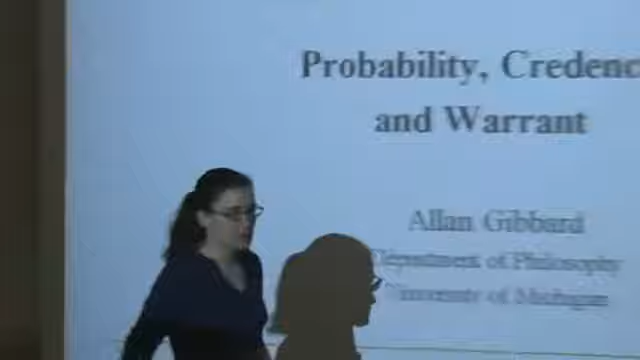 Probability, Credenc
and Warrant
Allan Gibbard
Department of Philosophy
University of Michigan